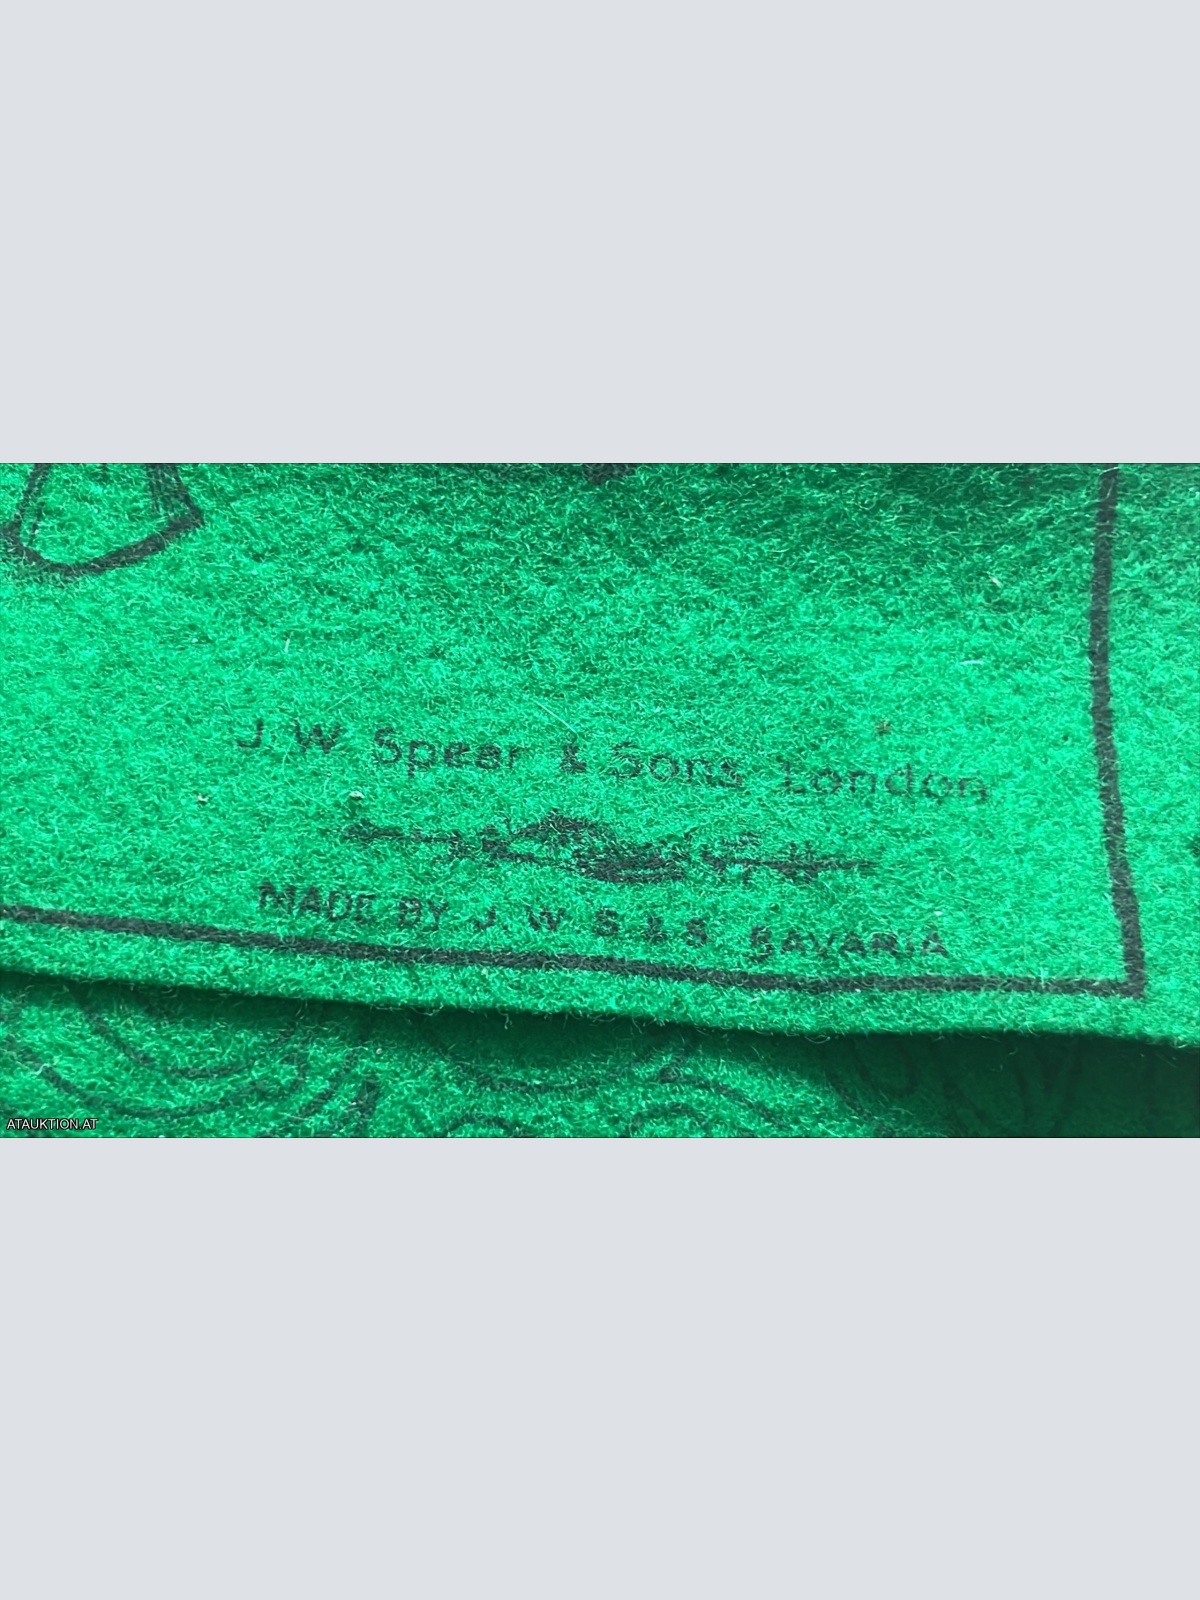 J. W. Spear & Sons London
MADE BY J. W. S. & S. BAVARIA
ATAUKTION.AT